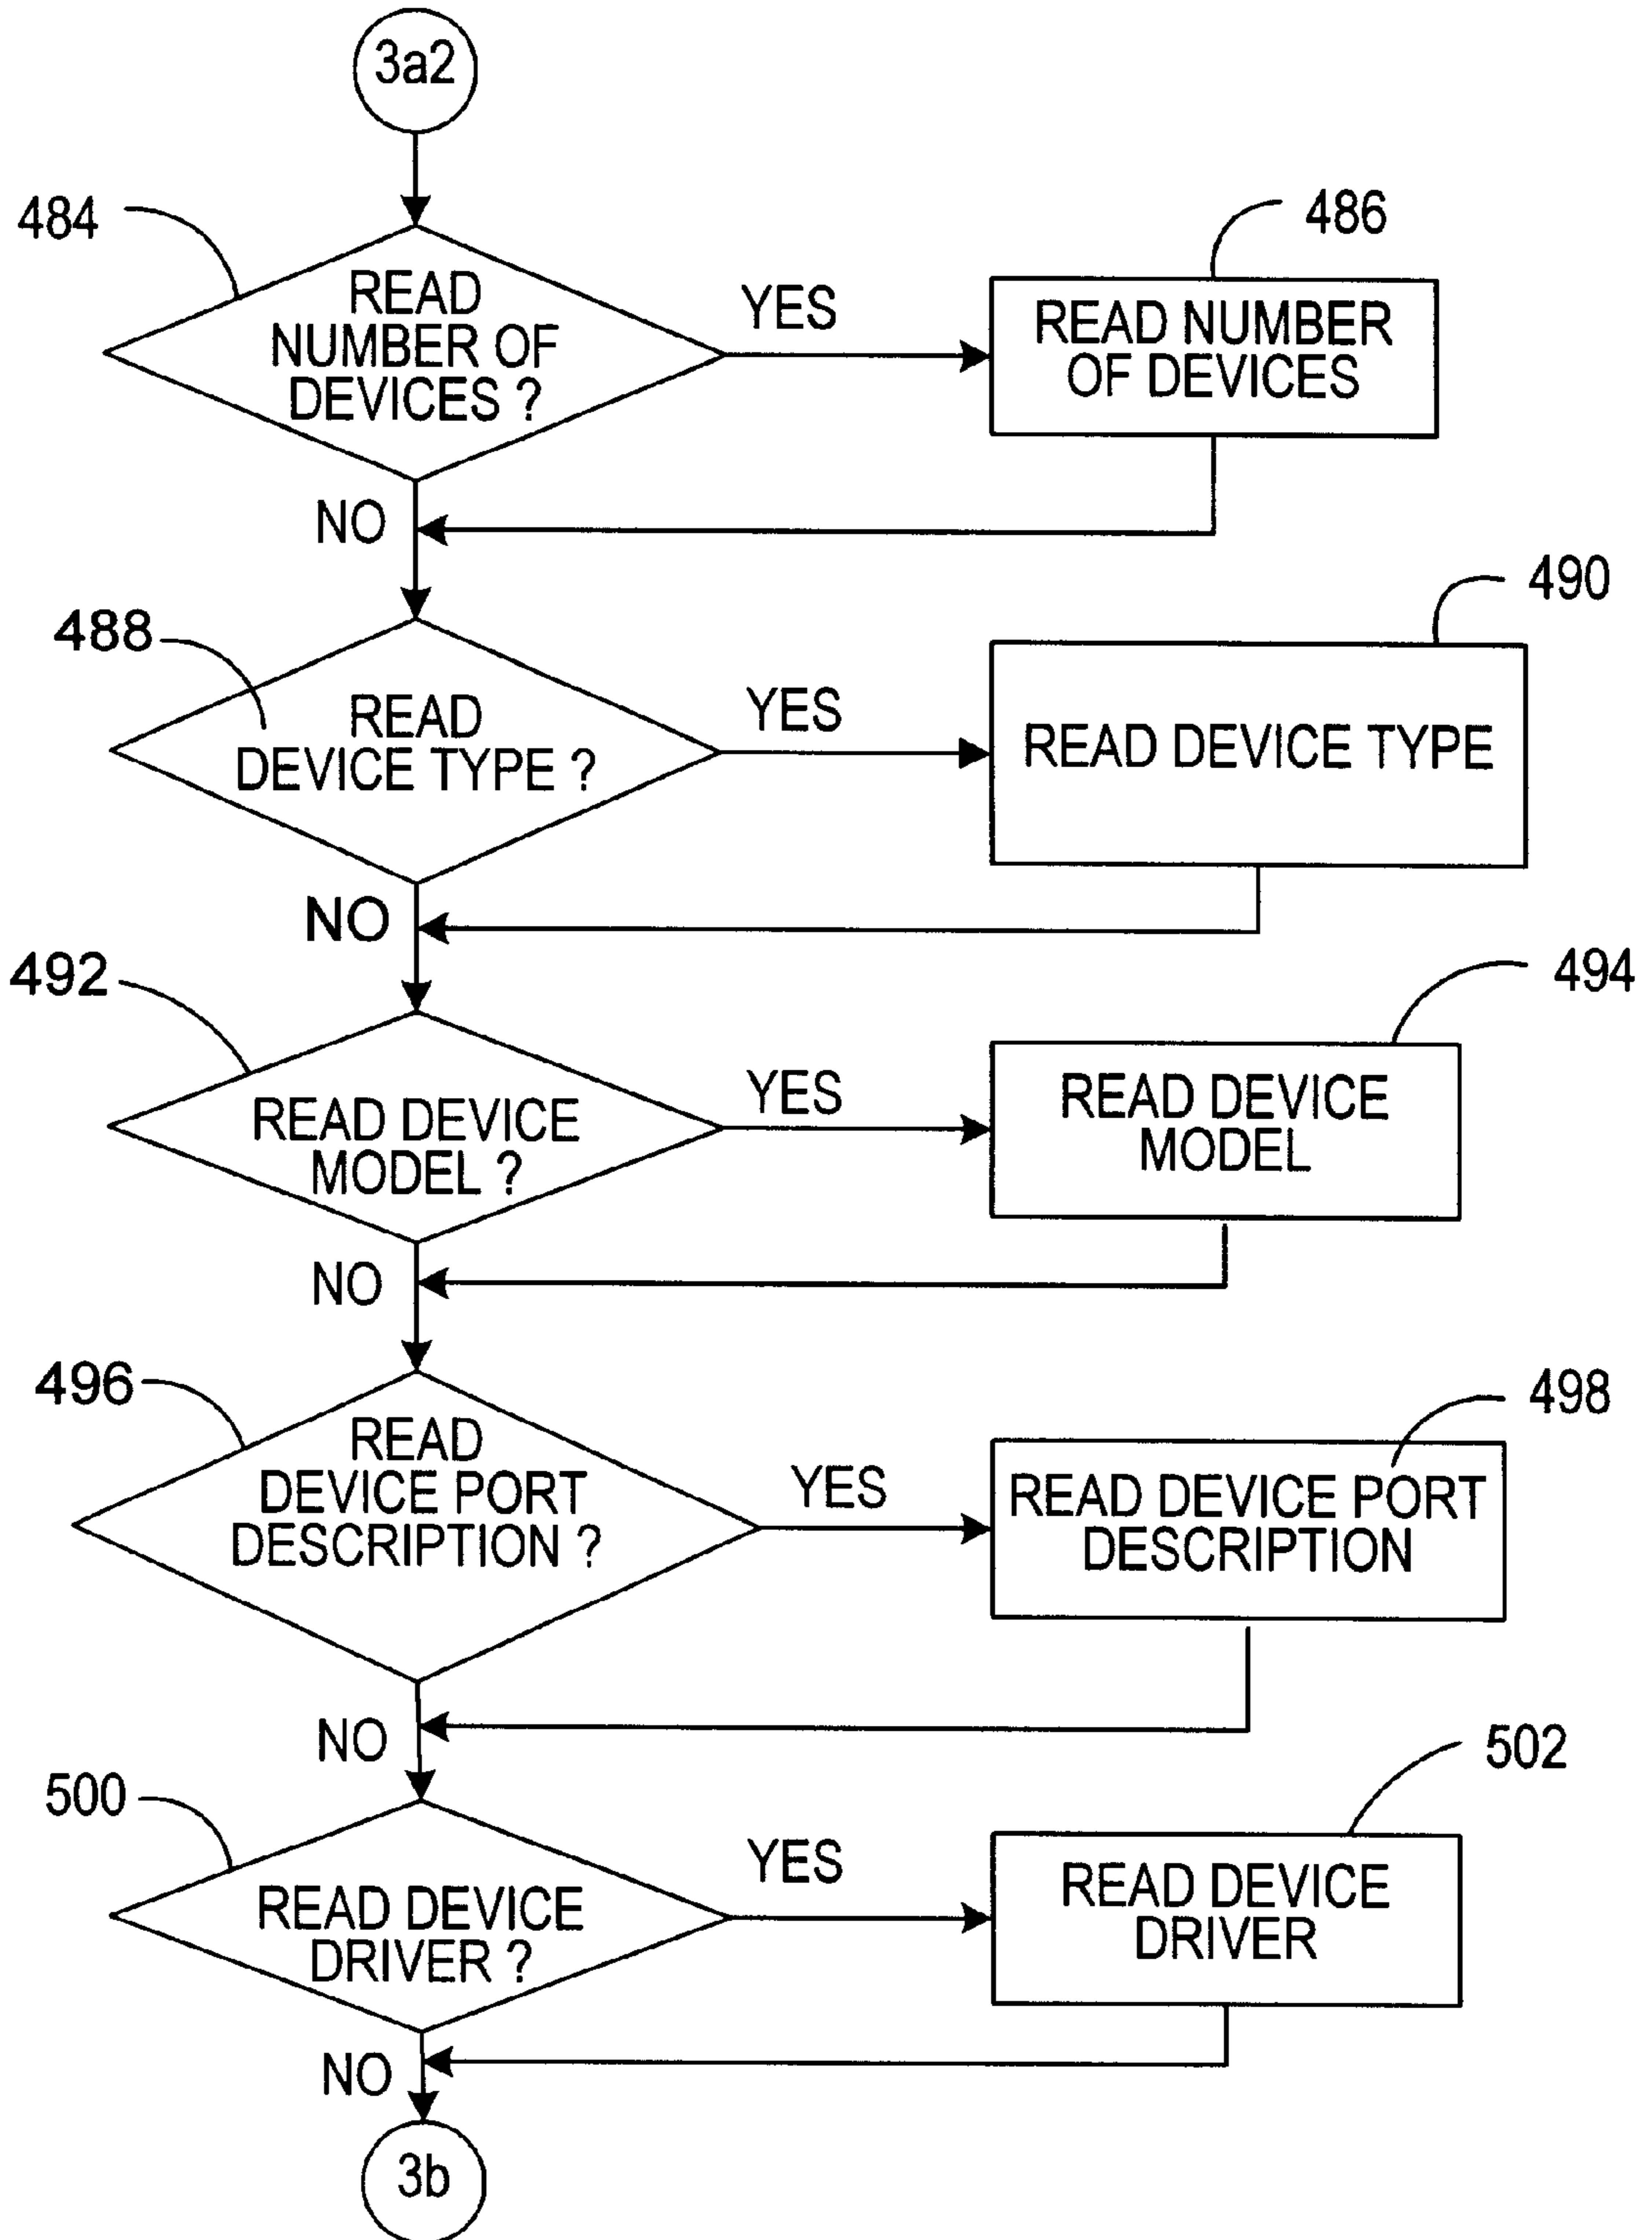 3a2
484
READ
NUMBER OF
DEVICES ?
YES
486
READ NUMBER
OF DEVICES
NO
488
READ
DEVICE TYPE ?
YES
490
READ DEVICE TYPE
NO
492
READ DEVICE
MODEL ?
YES
494
READ DEVICE
MODEL
NO
496
READ
DEVICE PORT
DESCRIPTION ?
YES
498
READ DEVICE PORT
DESCRIPTION
NO
500
READ DEVICE
DRIVER ?
YES
502
READ DEVICE
DRIVER
NO
3b